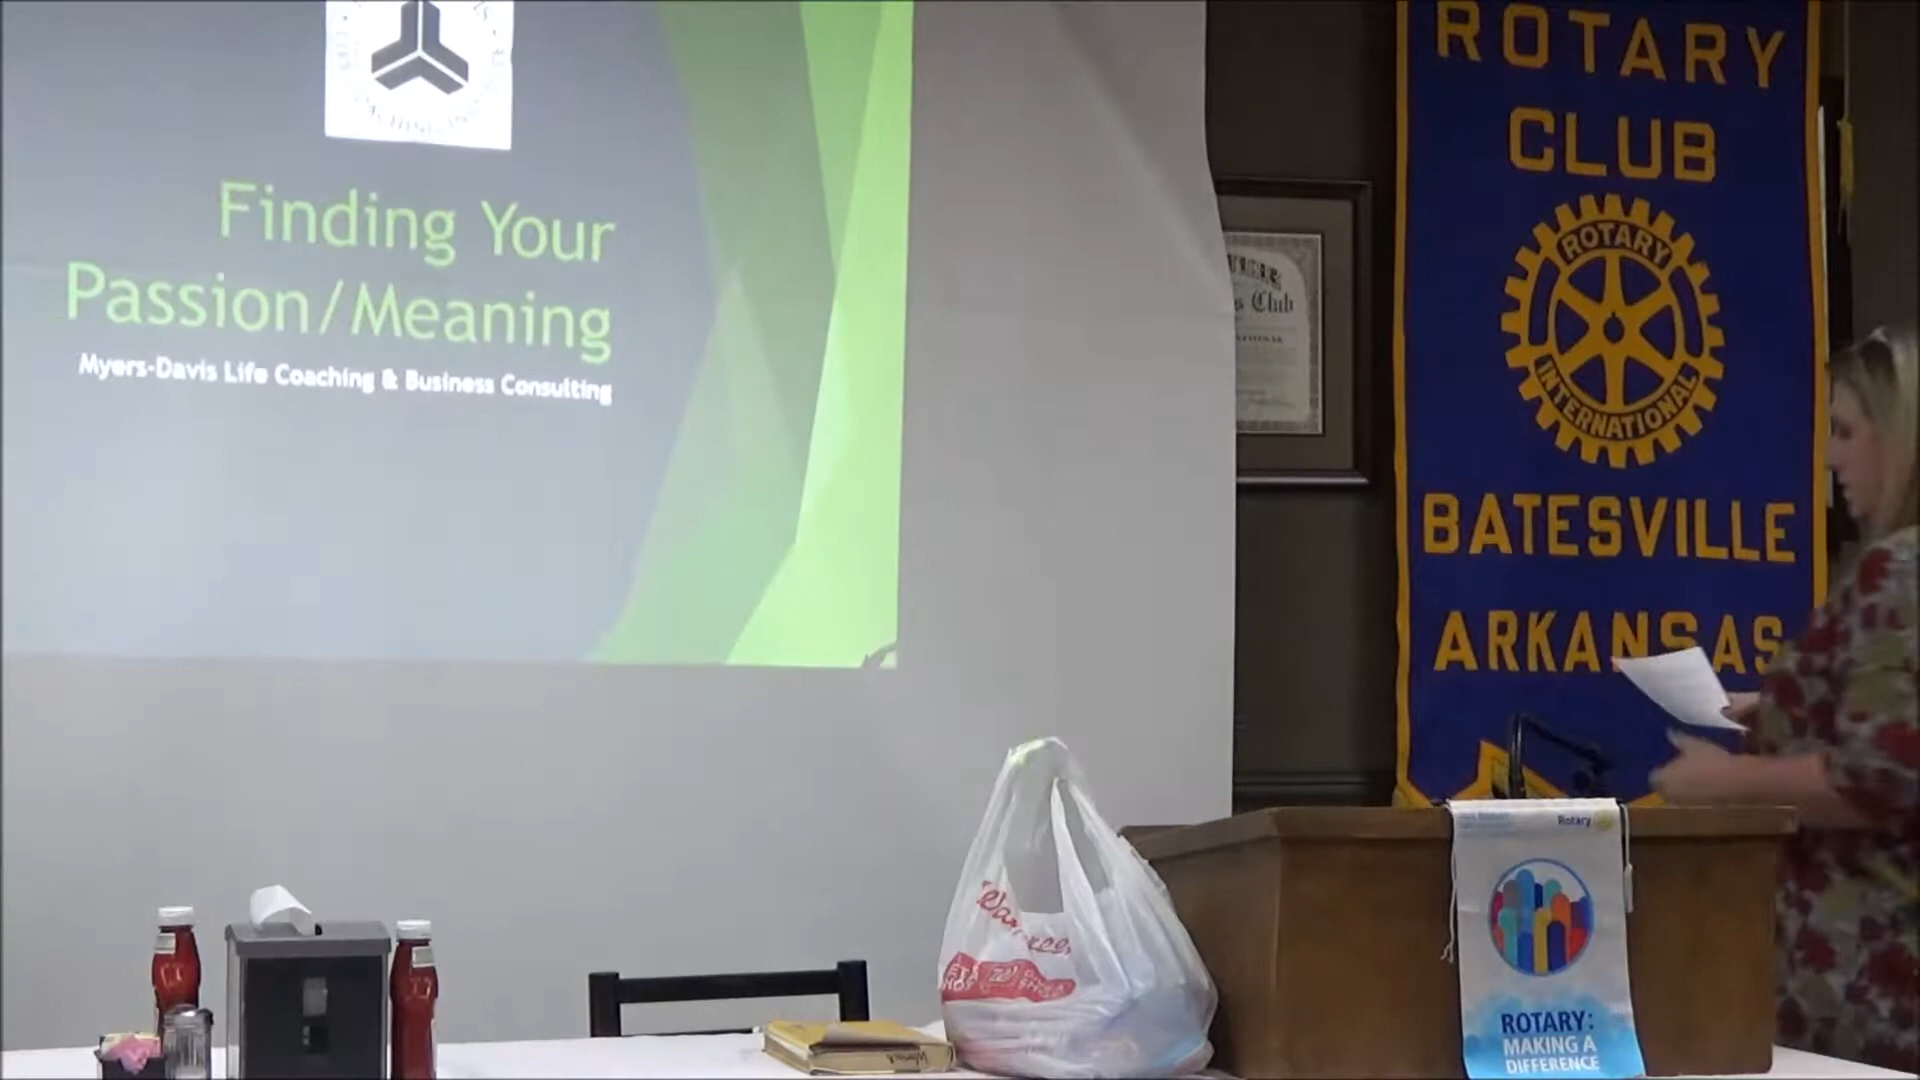 Finding Your
Passion/Meaning
Myers-Davis Life Coaching & Business Consulting
ROTARY
CLUB
ROTARY
INTERNATIONAL
BATESVILLE
ARKANSAS
Club
Rotary
ROTARY:
MAKING A
DIFFERENCE